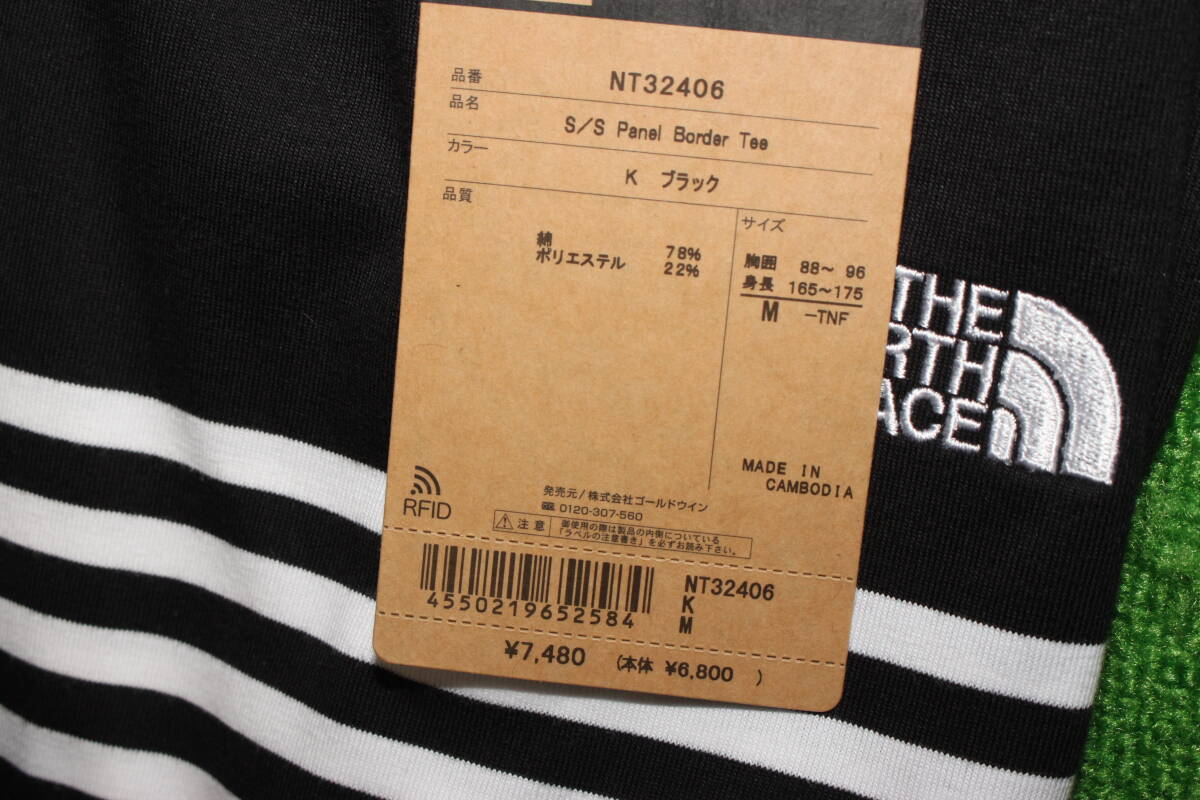 品番 NT32406
品名
S/S Panel Border Tee
カラー
K ブラック
品質
綿 78%
ポリエステル 22%
サイズ
胸囲 88〜 96
身長 165〜175
M -TNF
MADE IN
CAMBODIA
RFID
発売元/株式会社ゴールドウイン
0120-307-560
注意
御使用の際は製品の内側についている
「ラベルの注意書き」を必ずお読み下さい。
4550219652584
NT32406
K
M
¥7,480 (本体 ¥6,800 )
THE
RTH
ACE